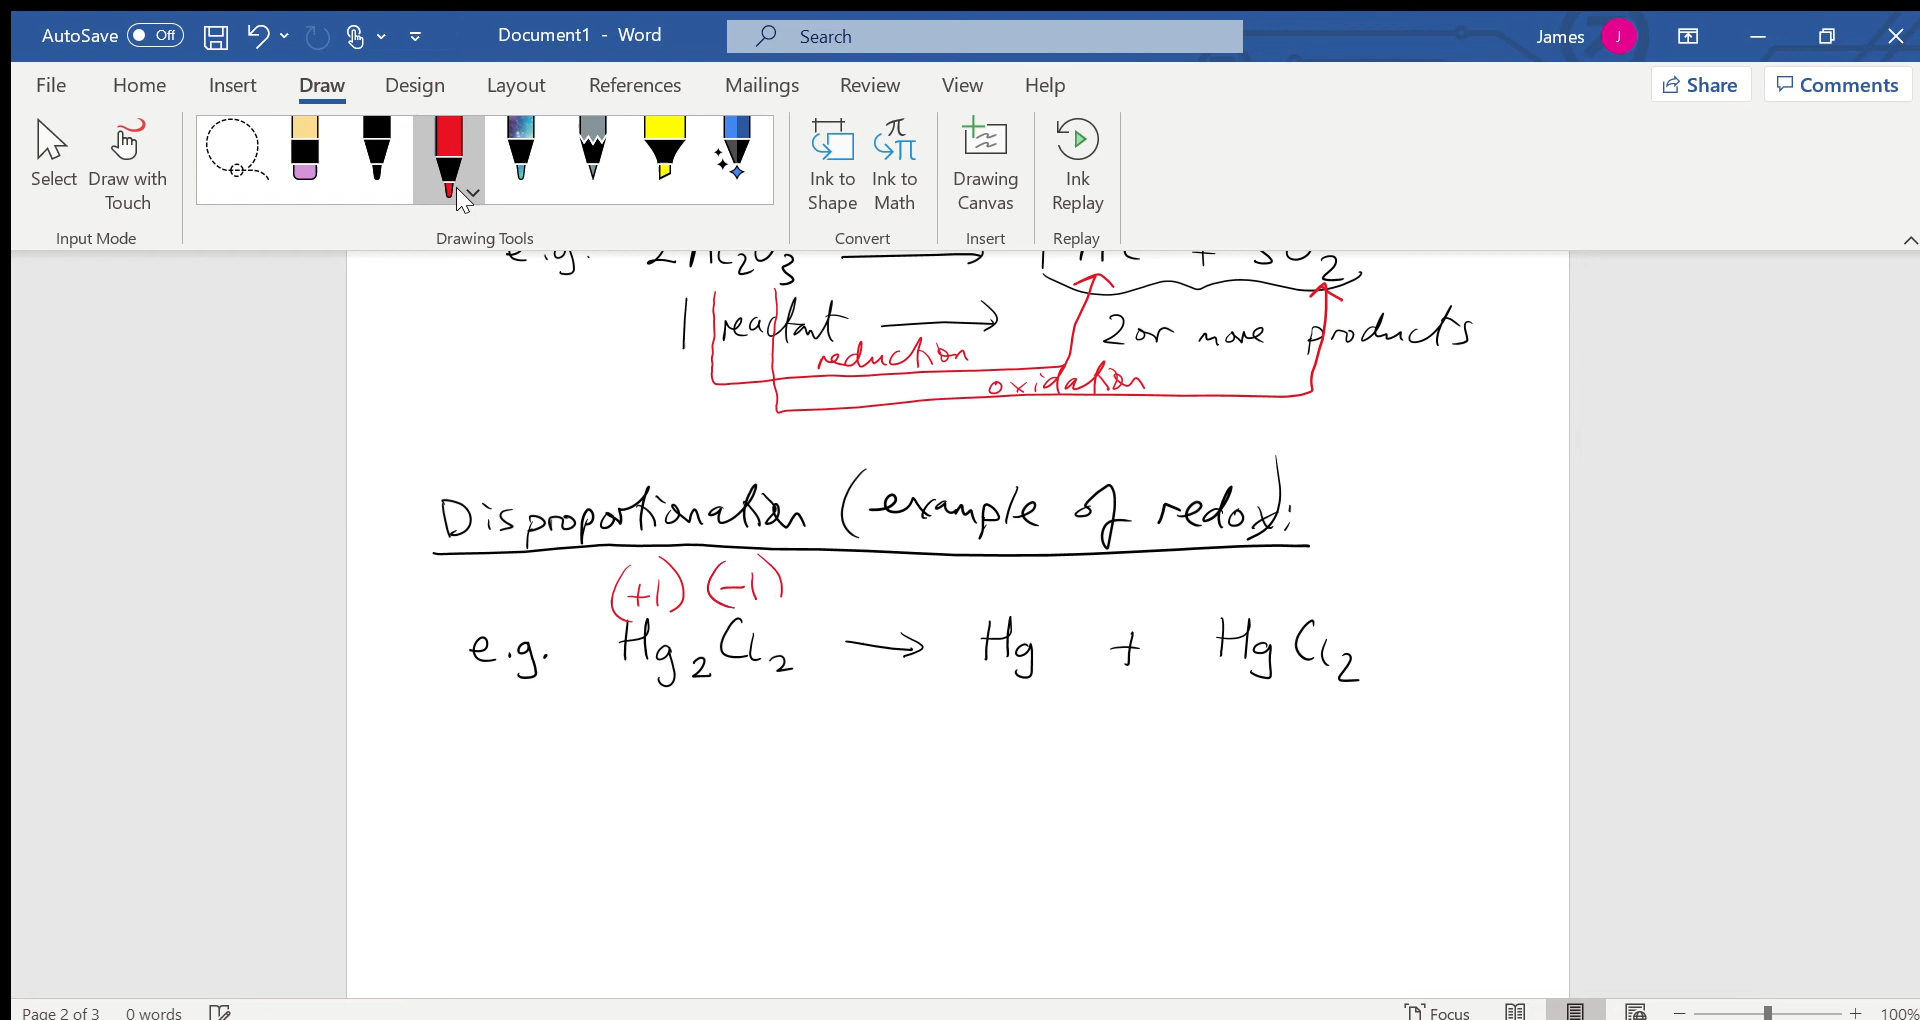 AutoSave Off Document1 - Word Search James J
File Home Insert Draw Design Layout References Mailings Review View Help Share Comments
Select Draw with Touch Ink to Shape Ink to Math Drawing Canvas Ink Replay
Input Mode Drawing Tools Convert Insert Replay
e.g. 2Al₂O₃ ⟶ + 3O₂
1 reactant ⟶ 2 or more products
reduction
oxidation
Disproportionation (example of redox):
(+1) (-1)
e.g. Hg₂Cl₂ ⟶ Hg + HgCl₂
Page 2 of 3 0 words Focus 100%